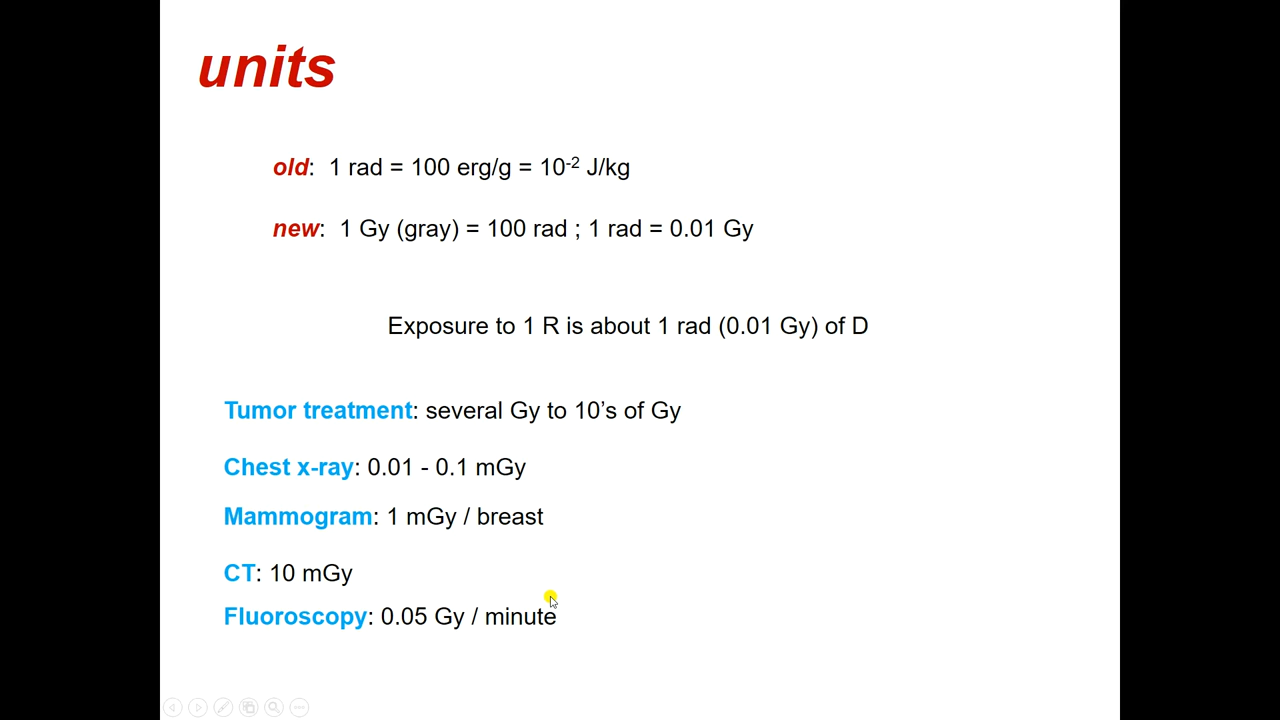 units
old: 1 rad = 100 erg/g = 10⁻² J/kg
new: 1 Gy (gray) = 100 rad ; 1 rad = 0.01 Gy
Exposure to 1 R is about 1 rad (0.01 Gy) of D
Tumor treatment: several Gy to 10’s of Gy
Chest x-ray: 0.01 - 0.1 mGy
Mammogram: 1 mGy / breast
CT: 10 mGy
Fluoroscopy: 0.05 Gy / minute